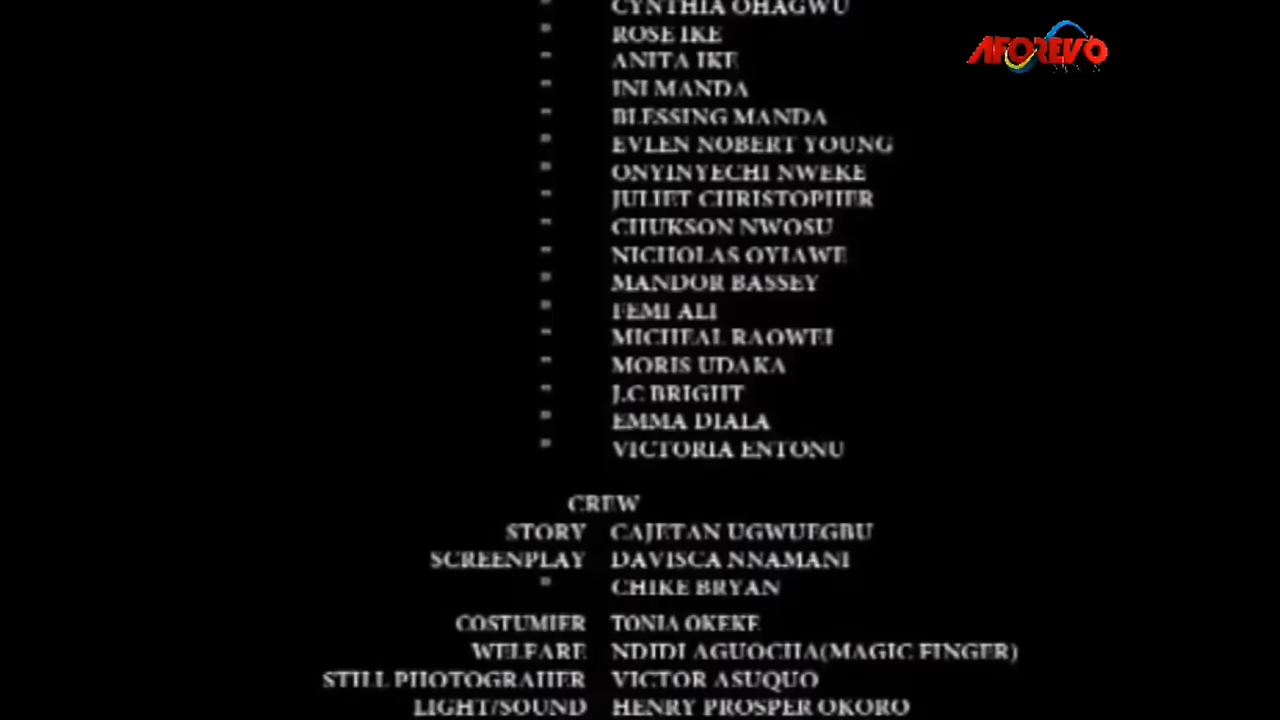 " CYNTHIA OHAGWU
AFOREVO
" ROSE IKE
" ANITA IKE
" INI MANDA
" BLESSING MANDA
" EVLEN NOBERT YOUNG
" ONYINYECHI NWEKE
" JULIET CHRISTOPHER
" CHUKSON NWOSU
" NICHOLAS OYIAWE
" MANDOR BASSEY
" FEMI ALI
" MICHEAL RAOWEI
" MORIS UDAKA
" J.C BRIGHT
" EMMA DIALA
" VICTORIA ENTONU
CREW
STORY CAJETAN UGWUEGBU
SCREENPLAY DAVISCA NNAMANI
" CHIKE BRYAN
COSTUMIER TONIA OKEKE
WELFARE NDIDI AGUOCHA(MAGIC FINGER)
STILL PHOTOGRAHER VICTOR ASUQUO
LIGHT/SOUND HENRY PROSPER OKORO